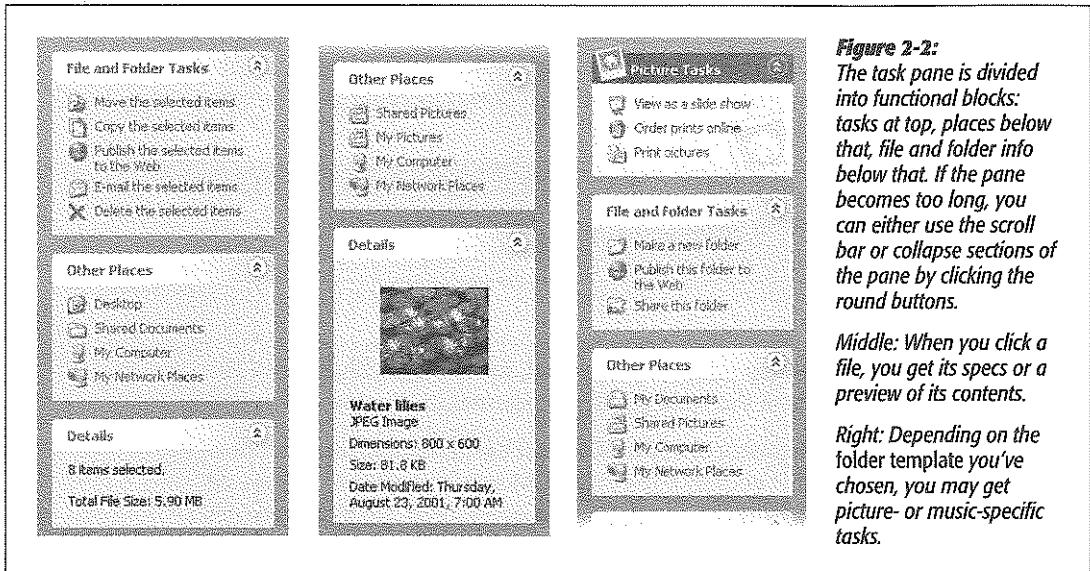 File and Folder Tasks
Move the selected items
Copy the selected items
Publish the selected items
to the Web
E-mail the selected items
Delete the selected items
Other Places
Desktop
Shared Documents
My Computer
My Network Places
Details
8 items selected.
Total File Size: 5.90 MB
Other Places
Shared Pictures
My Pictures
My Computer
My Network Places
Details
Water lilies
JPEG Image
Dimensions: 800 x 600
Size: 81.8 KB
Date Modified: Thursday,
August 23, 2001, 7:00 AM
Picture Tasks
View as a slide show
Order prints online
Print pictures
File and Folder Tasks
Make a new folder
Publish this folder to
the Web
Share this folder
Other Places
My Documents
Shared Pictures
My Computer
My Network Places
Figure 2-2:
The task pane is divided
into functional blocks:
tasks at top, places below
that, file and folder info
below that. If the pane
becomes too long, you
can either use the scroll
bar or collapse sections of
the pane by clicking the
round buttons.
Middle: When you click a
file, you get its specs or a
preview of its contents.
Right: Depending on the
folder template you've
chosen, you may get
picture- or music-specific
tasks.